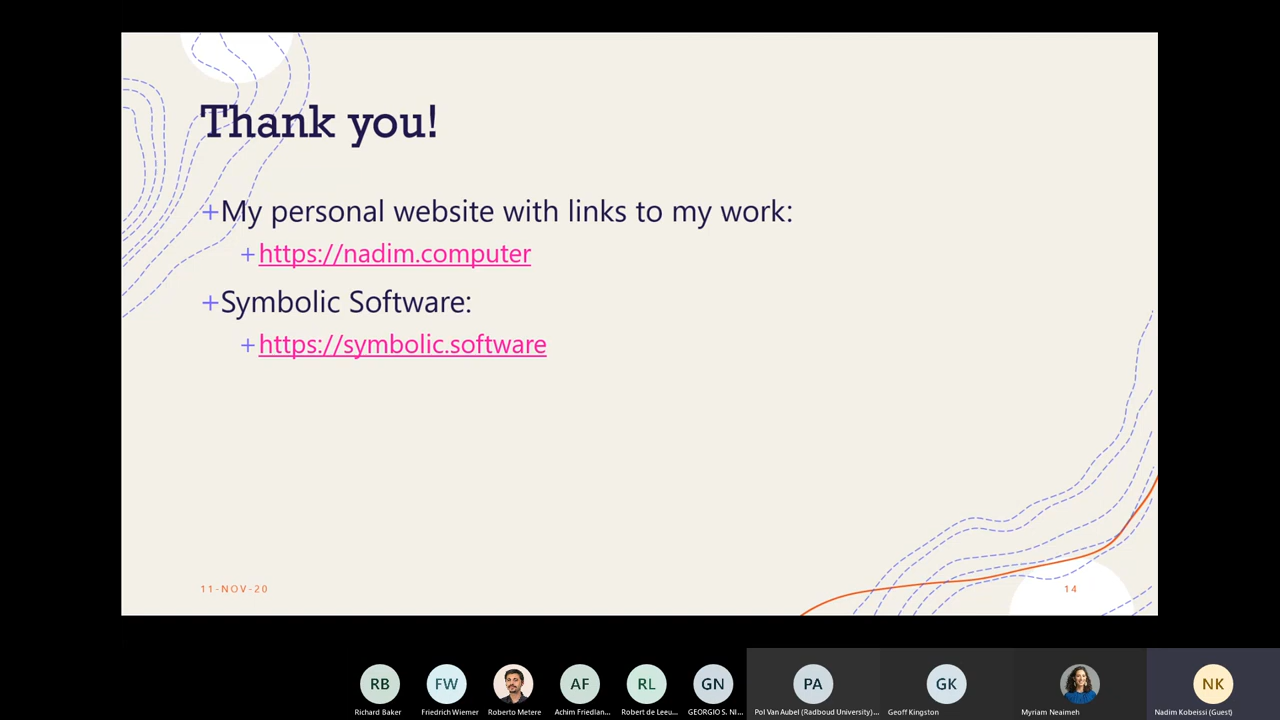 Thank you!
+My personal website with links to my work:
+https://nadim.computer
+Symbolic Software:
+https://symbolic.software
11-NOV-20
14
RB
FW
AF
RL
GN
PA
GK
NK
Richard Baker
Friedrich Wiemer
Roberto Metere
Achim Friedlan...
Robert de Leeu...
GEORGIO S. NI...
Pol Van Aubel (Radboud University)...
Geoff Kingston
Myriam Neaimeh
Nadim Kobeissi (Guest)